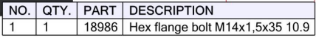 NO. QTY. PART DESCRIPTION
1 1 18986 Hex flange bolt M14x1,5x35 10.9